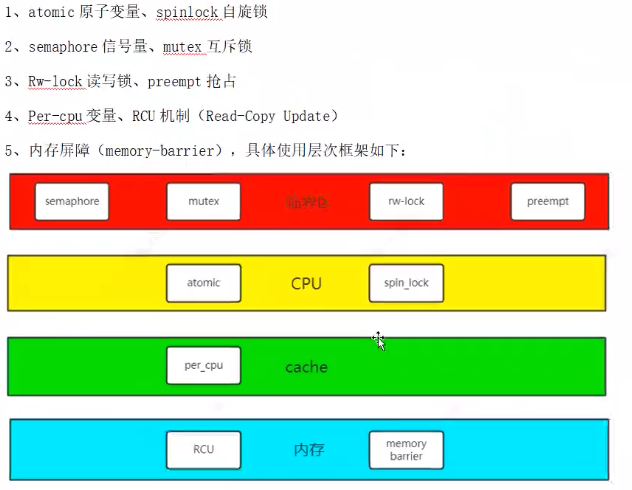 1、atomic 原子变量、spinlock 自旋锁
2、semaphore 信号量、mutex 互斥锁
3、Rw-lock 读写锁、preempt 抢占
4、Per-cpu 变量、RCU 机制（Read-Copy Update）
5、内存屏障（memory-barrier），具体使用层次框架如下：
semaphore mutex 临界区 rw-lock preempt
atomic CPU spin_lock
per_cpu cache
RCU 内存 memory
barrier